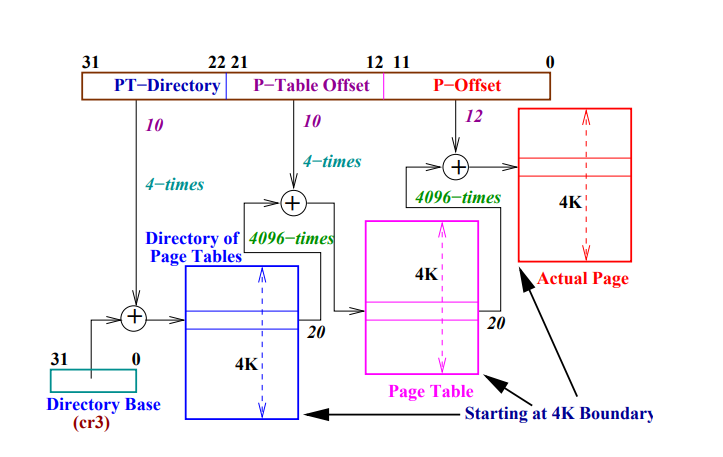 31 22 21 12 11 0
PT−Directory P−Table Offset P−Offset
10 10 12
4−times 4−times
4096−times
4096−times
4K
Directory of
Page Tables
4K
Actual Page
20
20
31 0
4K
Page Table
Directory Base
(cr3)
Starting at 4K Boundary
+
+
+